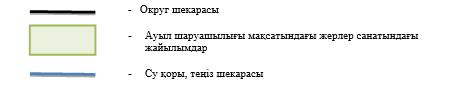 - Округ шекарасы
- Ауыл шаруашылығы мақсатындағы жерлер санатындағы
жайылымдар
- Су қоры, теңіз шекарасы